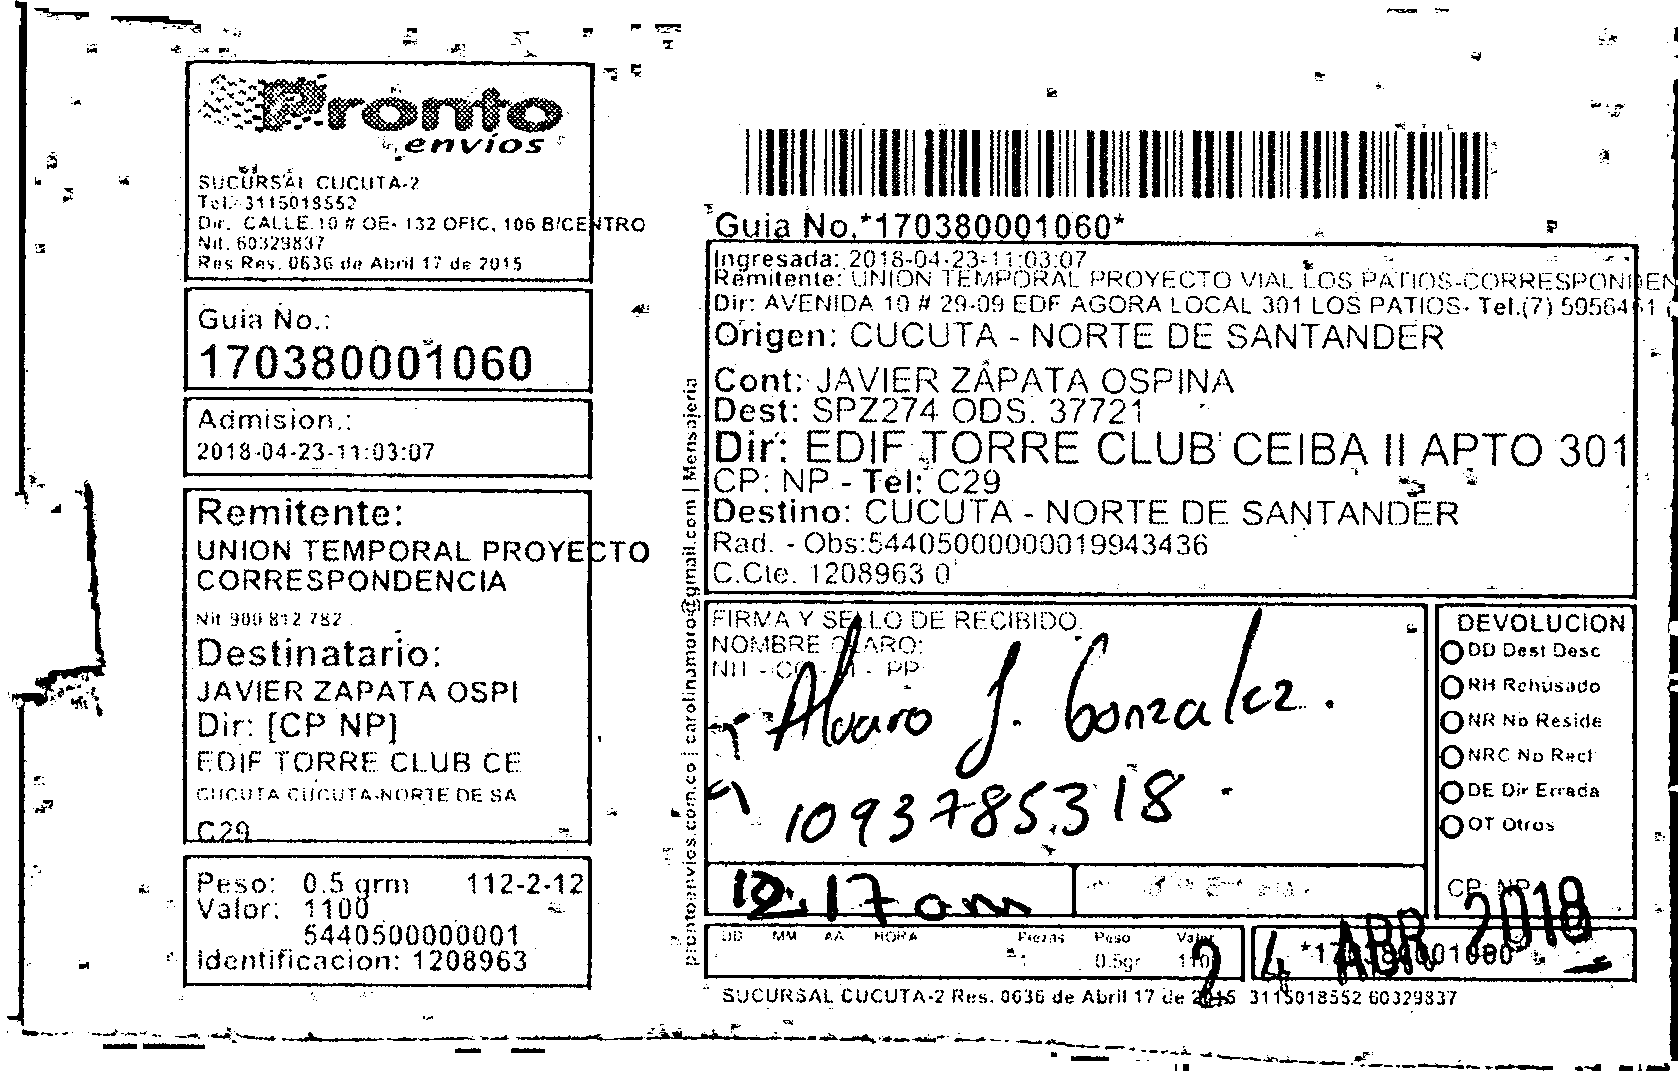 Pronto
envíos
SUCURSAL CUCUTA-2
Tel. 3115018552
Dir. CALLE 10 # OE- 132 OFIC. 106 B/CENTRO
Nit. 60329837
Res Res. 0636 de Abril 17 de 2015
Guia No.:
170380001060
Admision.:
2018-04-23-11:03:07
Remitente:
UNION TEMPORAL PROYECTO
CORRESPONDENCIA
Nit 900 812 782
Destinatario:
JAVIER ZAPATA OSPI
Dir: [CP NP]
EDIF TORRE CLUB CE
CUCUTA CUCUTA-NORTE DE SA
C29
Peso: 0.5 grm 112-2-12
Valor: 1100
5440500000001
Identificacion: 1208963
prontoenvios.com.co | carolinamoro@gmail.com | Mensajeria
Guia No.*170380001060*
Ingresada: 2018-04-23-11:03:07
Remitente: UNION TEMPORAL PROYECTO VIAL LOS PATIOS-CORRESPONDEN
Dir: AVENIDA 10 # 29-09 EDF AGORA LOCAL 301 LOS PATIOS- Tel.(7) 5956461 (
Origen: CUCUTA - NORTE DE SANTANDER
Cont: JAVIER ZAPATA OSPINA
Dest: SPZ274 ODS. 37721
Dir: EDIF TORRE CLUB CEIBA II APTO 301
CP: NP - Tel: C29
Destino: CUCUTA - NORTE DE SANTANDER
Rad. - Obs:544050000000019943436
C.Cte. 1208963 0
FIRMA Y SELLO DE RECIBIDO.
NOMBRE CLARO:
NIT - CC - TI - PP
Alvaro J. Gonzalez.
1093785318
10:17 am
DEVOLUCION
DD Dest Desc
RH Rehusado
NR No Reside
NRC No Recl
DE Dir Errada
OT Otros
CP: NP
DD MM AA HORA Piezas Peso Valor
1 0.5gr 1100
*170380001060*
24 ABR 2018
SUCURSAL CUCUTA-2 Res. 0636 de Abril 17 de 2015 3115018552 60329837